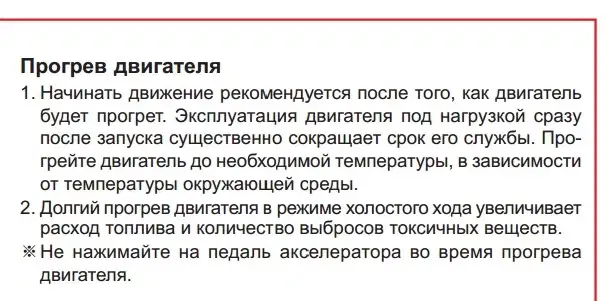 Прогрев двигателя
1. Начинать движение рекомендуется после того, как двигатель
будет прогрет. Эксплуатация двигателя под нагрузкой сразу
после запуска существенно сокращает срок его службы. Про-
грейте двигатель до необходимой температуры, в зависимости
от температуры окружающей среды.
2. Долгий прогрев двигателя в режиме холостого хода увеличивает
расход топлива и количество выбросов токсичных веществ.
※ Не нажимайте на педаль акселератора во время прогрева
двигателя.